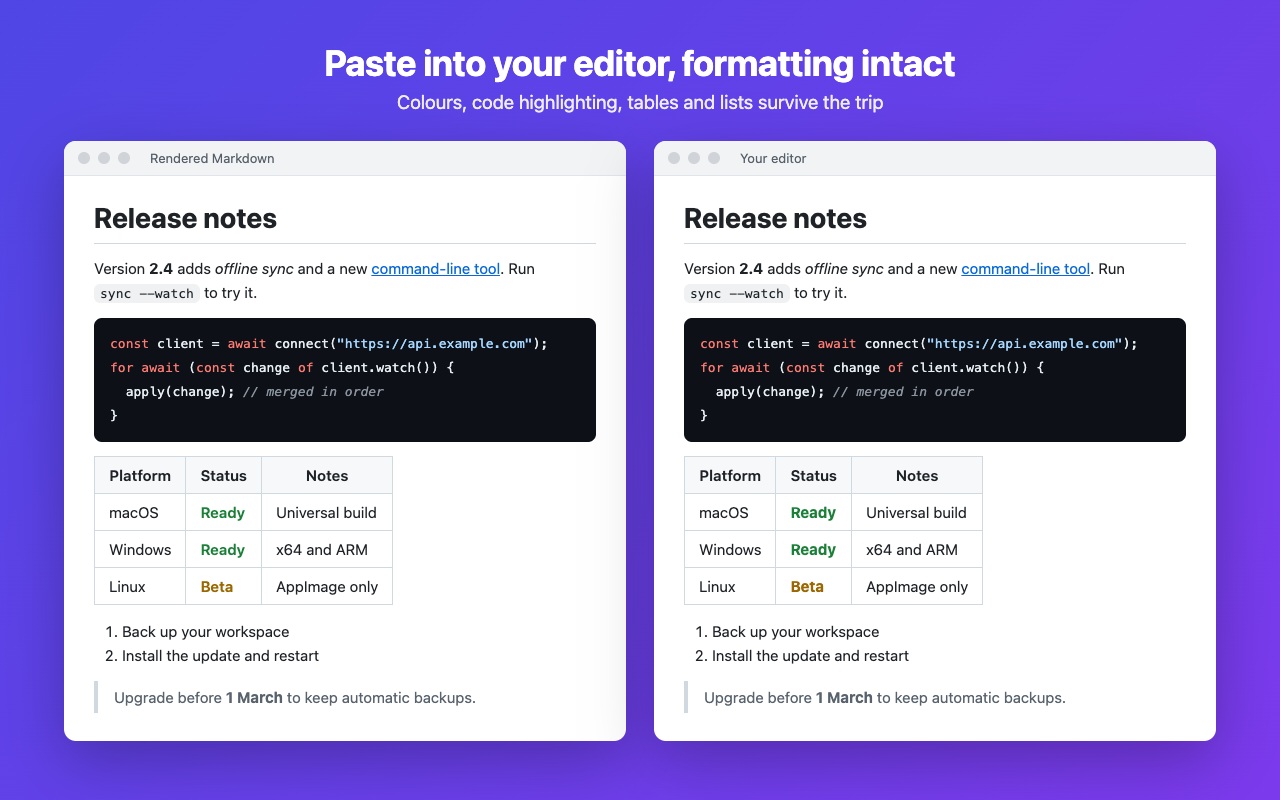 Paste into your editor, formatting intact
Colours, code highlighting, tables and lists survive the trip
Rendered Markdown
Release notes
Version 2.4 adds offline sync and a new command-line tool. Run
sync --watch to try it.
const client = await connect("https://api.example.com");
for await (const change of client.watch()) {
  apply(change); // merged in order
}
Platform Status Notes
macOS Ready Universal build
Windows Ready x64 and ARM
Linux Beta AppImage only
1. Back up your workspace
2. Install the update and restart
Upgrade before 1 March to keep automatic backups.
Your editor
Release notes
Version 2.4 adds offline sync and a new command-line tool. Run
sync --watch to try it.
const client = await connect("https://api.example.com");
for await (const change of client.watch()) {
  apply(change); // merged in order
}
Platform Status Notes
macOS Ready Universal build
Windows Ready x64 and ARM
Linux Beta AppImage only
1. Back up your workspace
2. Install the update and restart
Upgrade before 1 March to keep automatic backups.